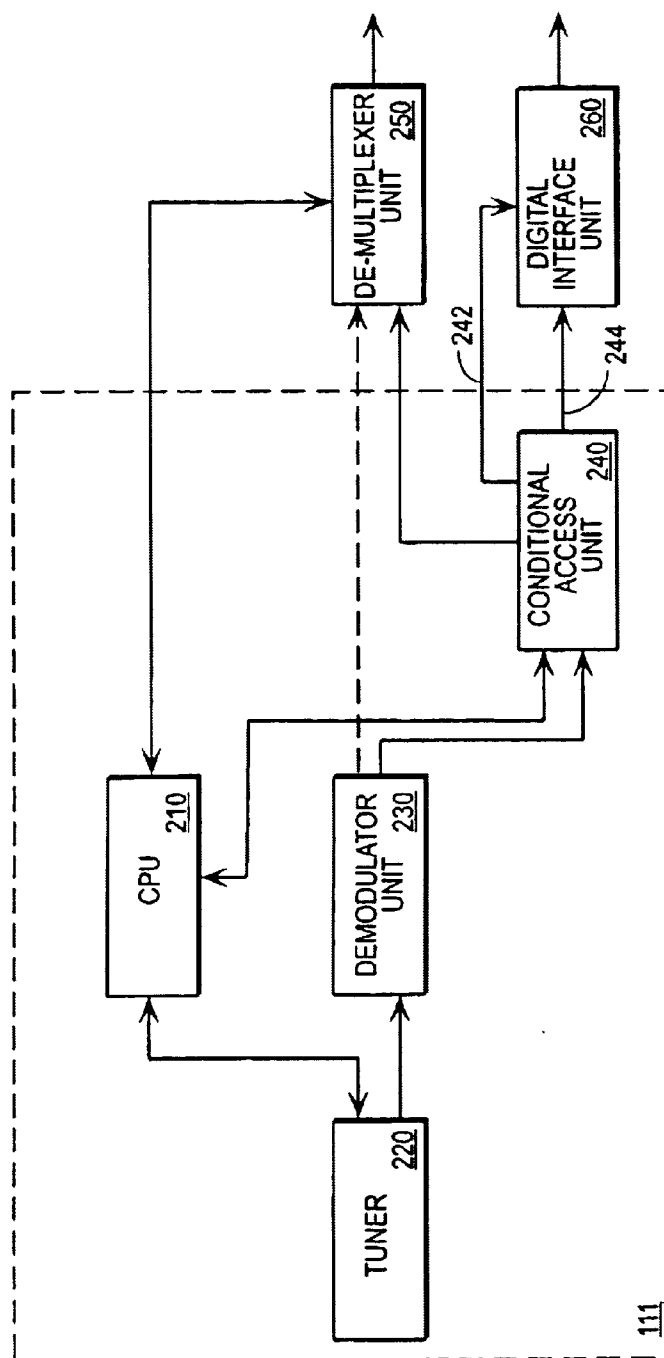 CPU
210
TUNER
220
DEMODULATOR
UNIT
230
CONDITIONAL
ACCESS
UNIT
240
242
244
DE-MULTIPLEXER
UNIT
250
DIGITAL
INTERFACE
UNIT
260
111